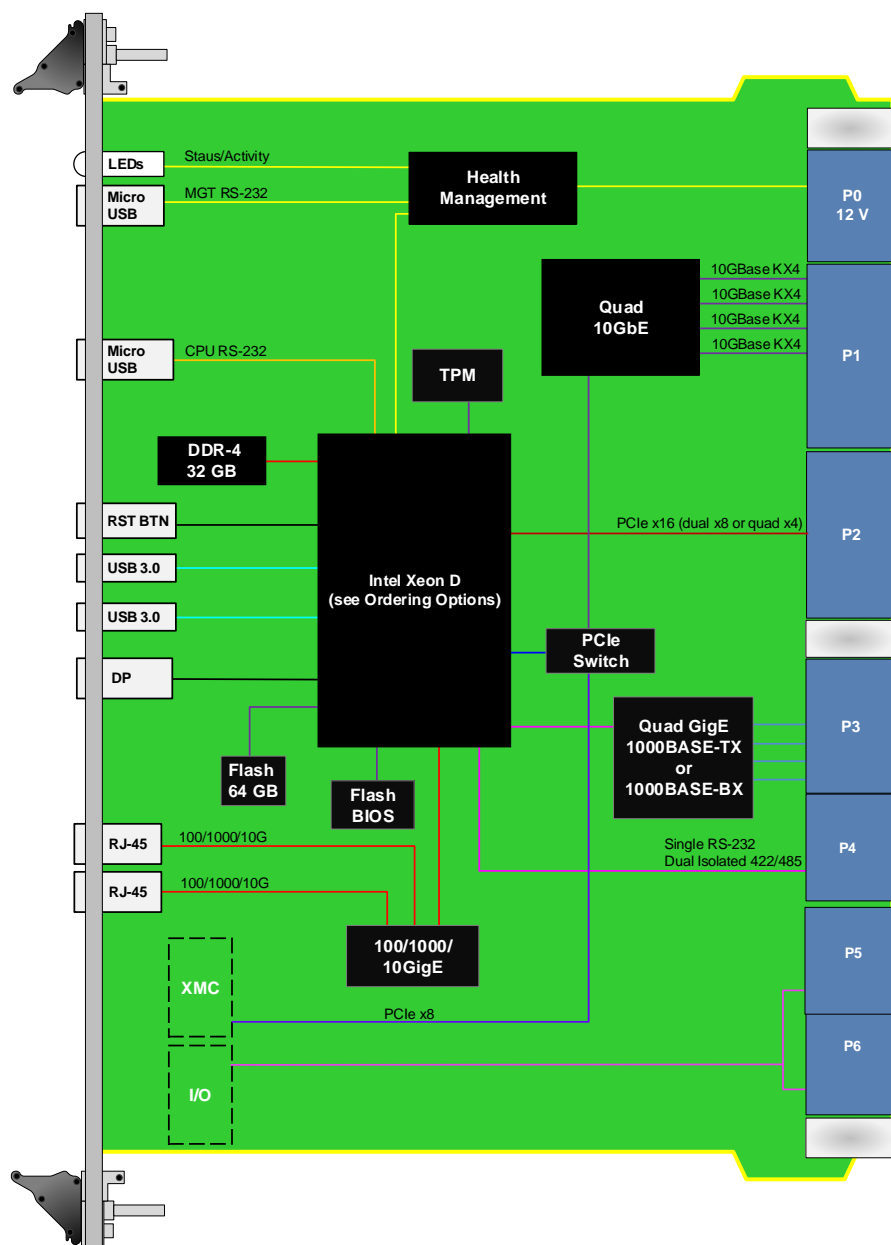 LEDs
Staus/Activity
Micro
USB
MGT RS-232
Health
Management
P0
12 V
Quad
10GbE
10GBase KX4
10GBase KX4
10GBase KX4
10GBase KX4
P1
Micro
USB
CPU RS-232
TPM
DDR-4
32 GB
RST BTN
USB 3.0
USB 3.0
DP
Intel Xeon D
(see Ordering Options)
PCIe x16 (dual x8 or quad x4)
P2
PCIe
Switch
Quad GigE
1000BASE-TX
or
1000BASE-BX
P3
Flash
64 GB
Flash
BIOS
RJ-45
100/1000/10G
RJ-45
100/1000/10G
Single RS-232
Dual Isolated 422/485
P4
100/1000/
10GigE
XMC
PCIe x8
P5
I/O
P6